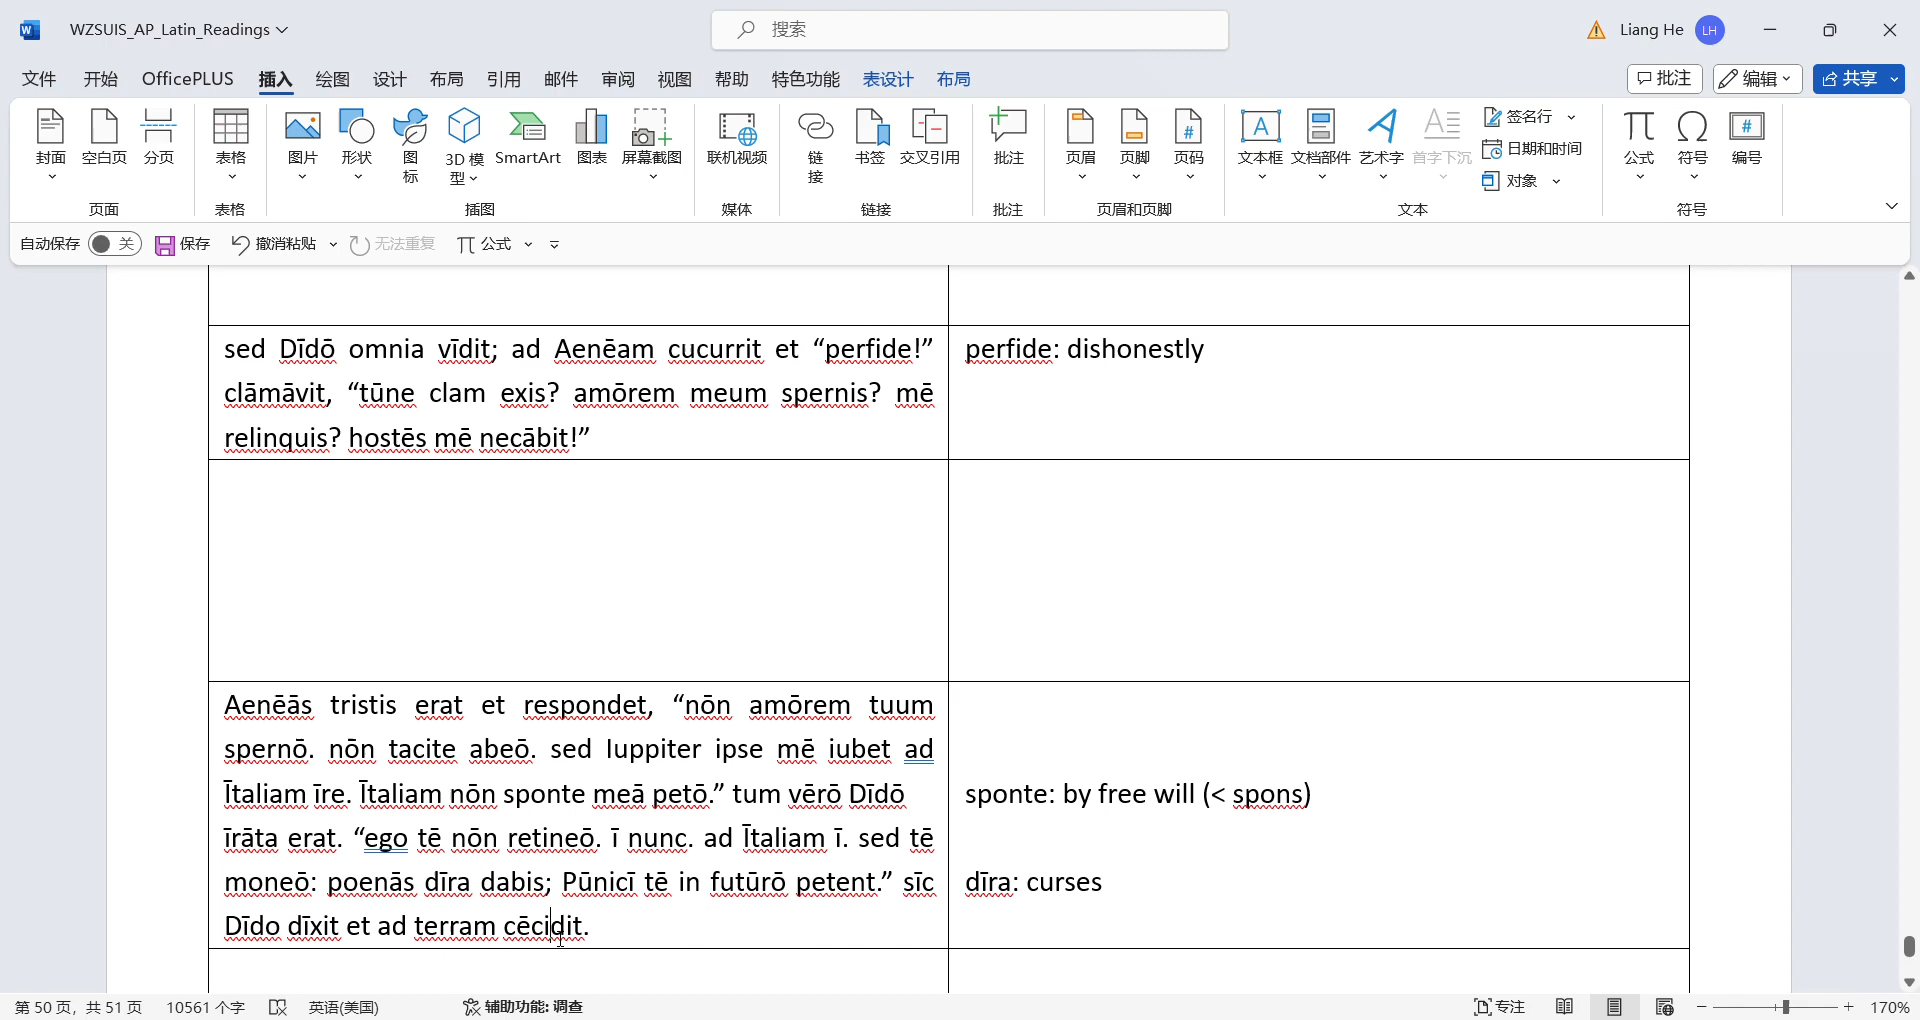 WZSUIS_AP_Latin_Readings
搜索
Liang He
LH
文件 开始 OfficePLUS 插入 绘图 设计 布局 引用 邮件 审阅 视图 帮助 特色功能 表设计 布局
批注 编辑 共享
封面 空白页 分页 表格 图片 形状 图标 3D 模型 SmartArt 图表 屏幕截图 联机视频 链接 书签 交叉引用 批注 页眉 页脚 页码 文本框 文档部件 艺术字 首字下沉 签名行 日期和时间 对象 公式 符号 编号
页面 表格 插图 媒体 链接 批注 页眉和页脚 文本 符号
自动保存 关 保存 撤消粘贴 无法重复 公式
sed Dīdō omnia vīdit; ad Aenēam cucurrit et “perfide!”
clāmāvit, “tūne clam exis? amōrem meum spernis? mē
relinquis? hostēs mē necābit!”
perfide: dishonestly
Aenēās tristis erat et respondet, “nōn amōrem tuum
spernō. nōn tacite abeō. sed Iuppiter ipse mē iubet ad
Ītaliam īre. Ītaliam nōn sponte meā petō.” tum vērō Dīdō
īrāta erat. “ego tē nōn retineō. ī nunc. ad Ītaliam ī. sed tē
moneō: poenās dīra dabis; Pūnicī tē in futūrō petent.” sīc
Dīdo dīxit et ad terram cēcidit.
sponte: by free will (< spons)
dīra: curses
第 50 页，共 51 页 10561 个字 英语(美国) 辅助功能: 调查 专注 170%